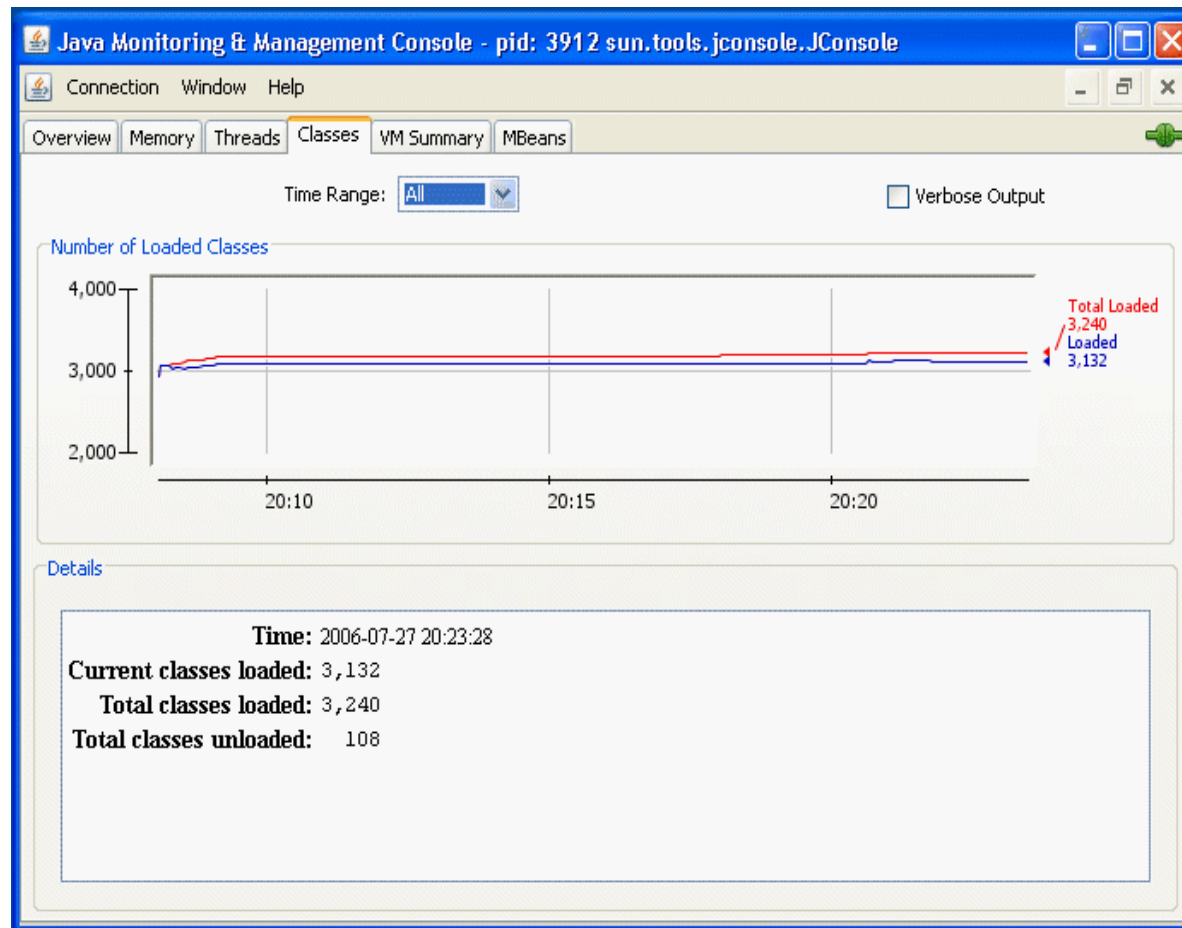 Java Monitoring & Management Console - pid: 3912 sun.tools.jconsole.JConsole
Connection Window Help
Overview Memory Threads Classes VM Summary MBeans
Time Range: All Verbose Output
Number of Loaded Classes
4,000
3,000
2,000
Total Loaded
3,240
Loaded
3,132
20:10 20:15 20:20
Details
Time: 2006-07-27 20:23:28
Current classes loaded: 3,132
Total classes loaded: 3,240
Total classes unloaded: 108